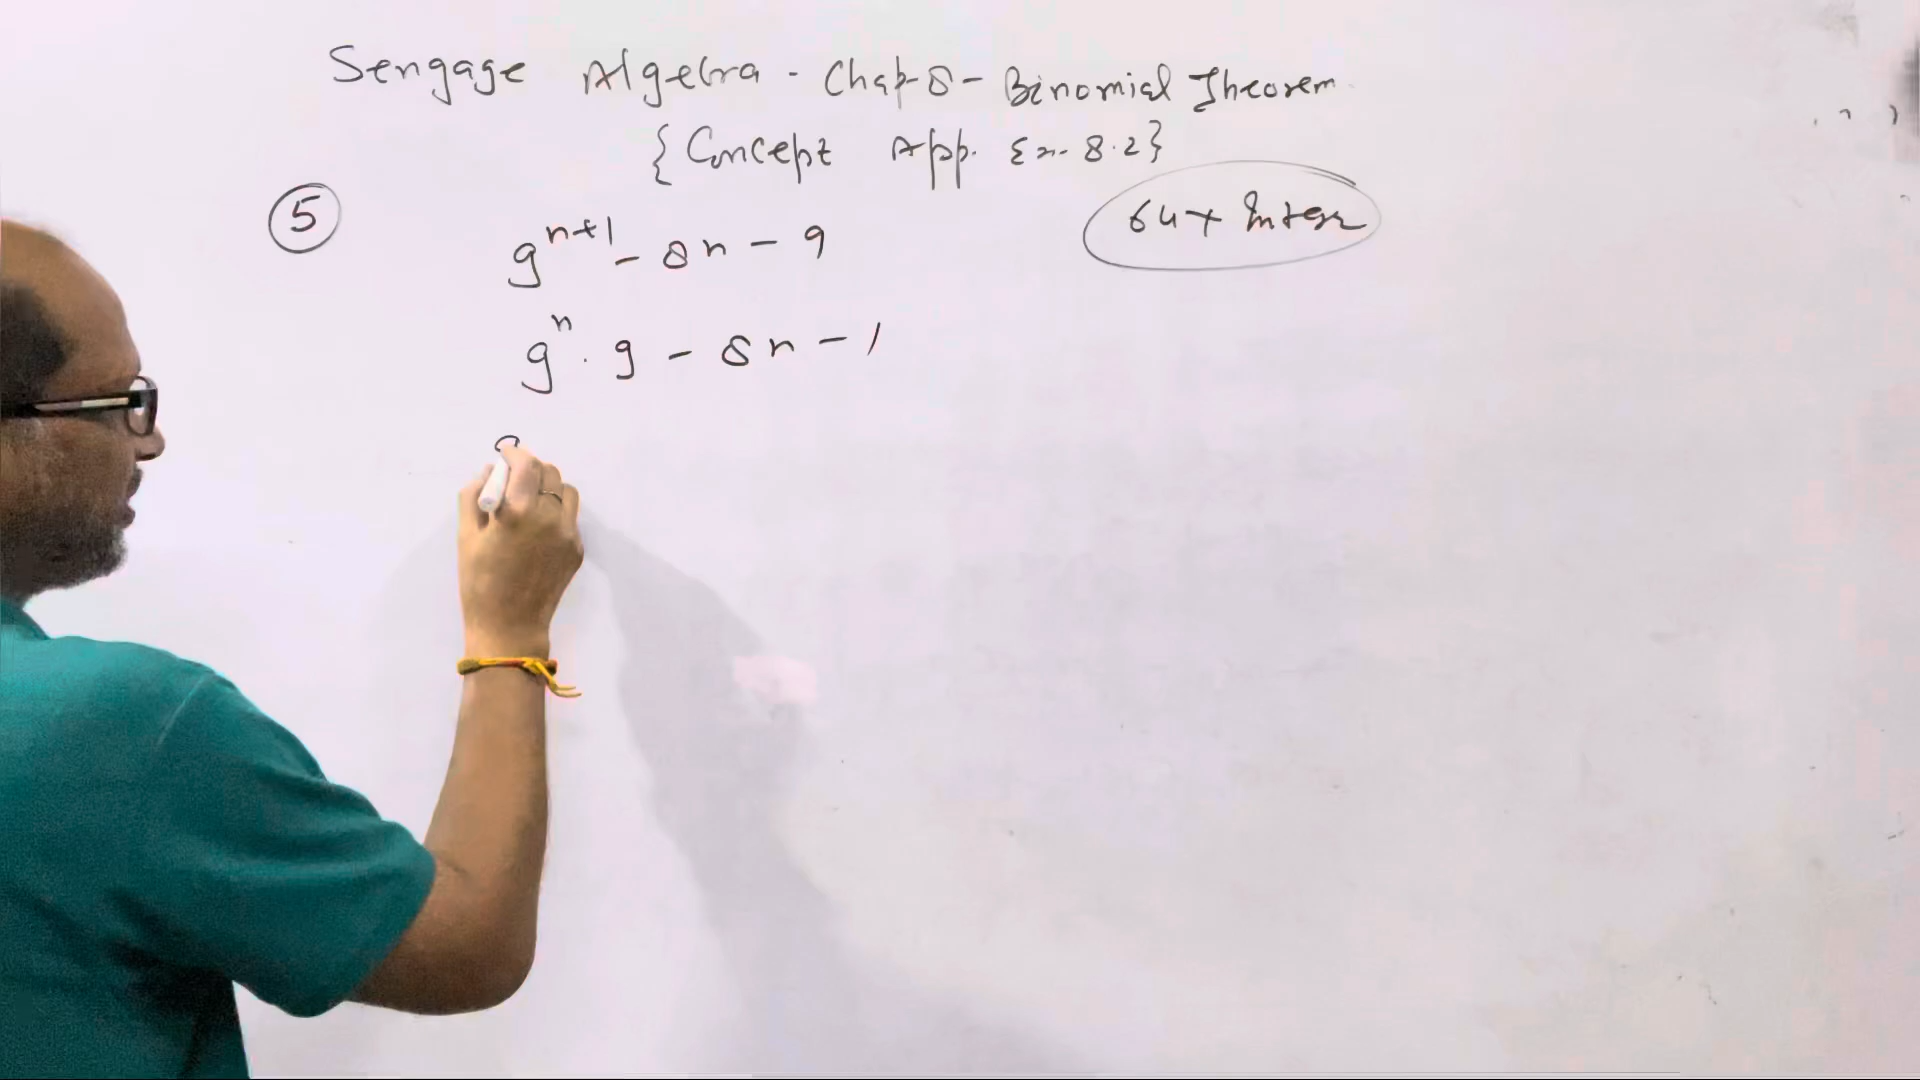 Sengage Algebra - Chap-8 - Binomial Theorem
{Concept App. Ex- 8.2}
5
9^{n+1} - 8n - 9
64 x Integer
9^n . 9 - 8n - 1